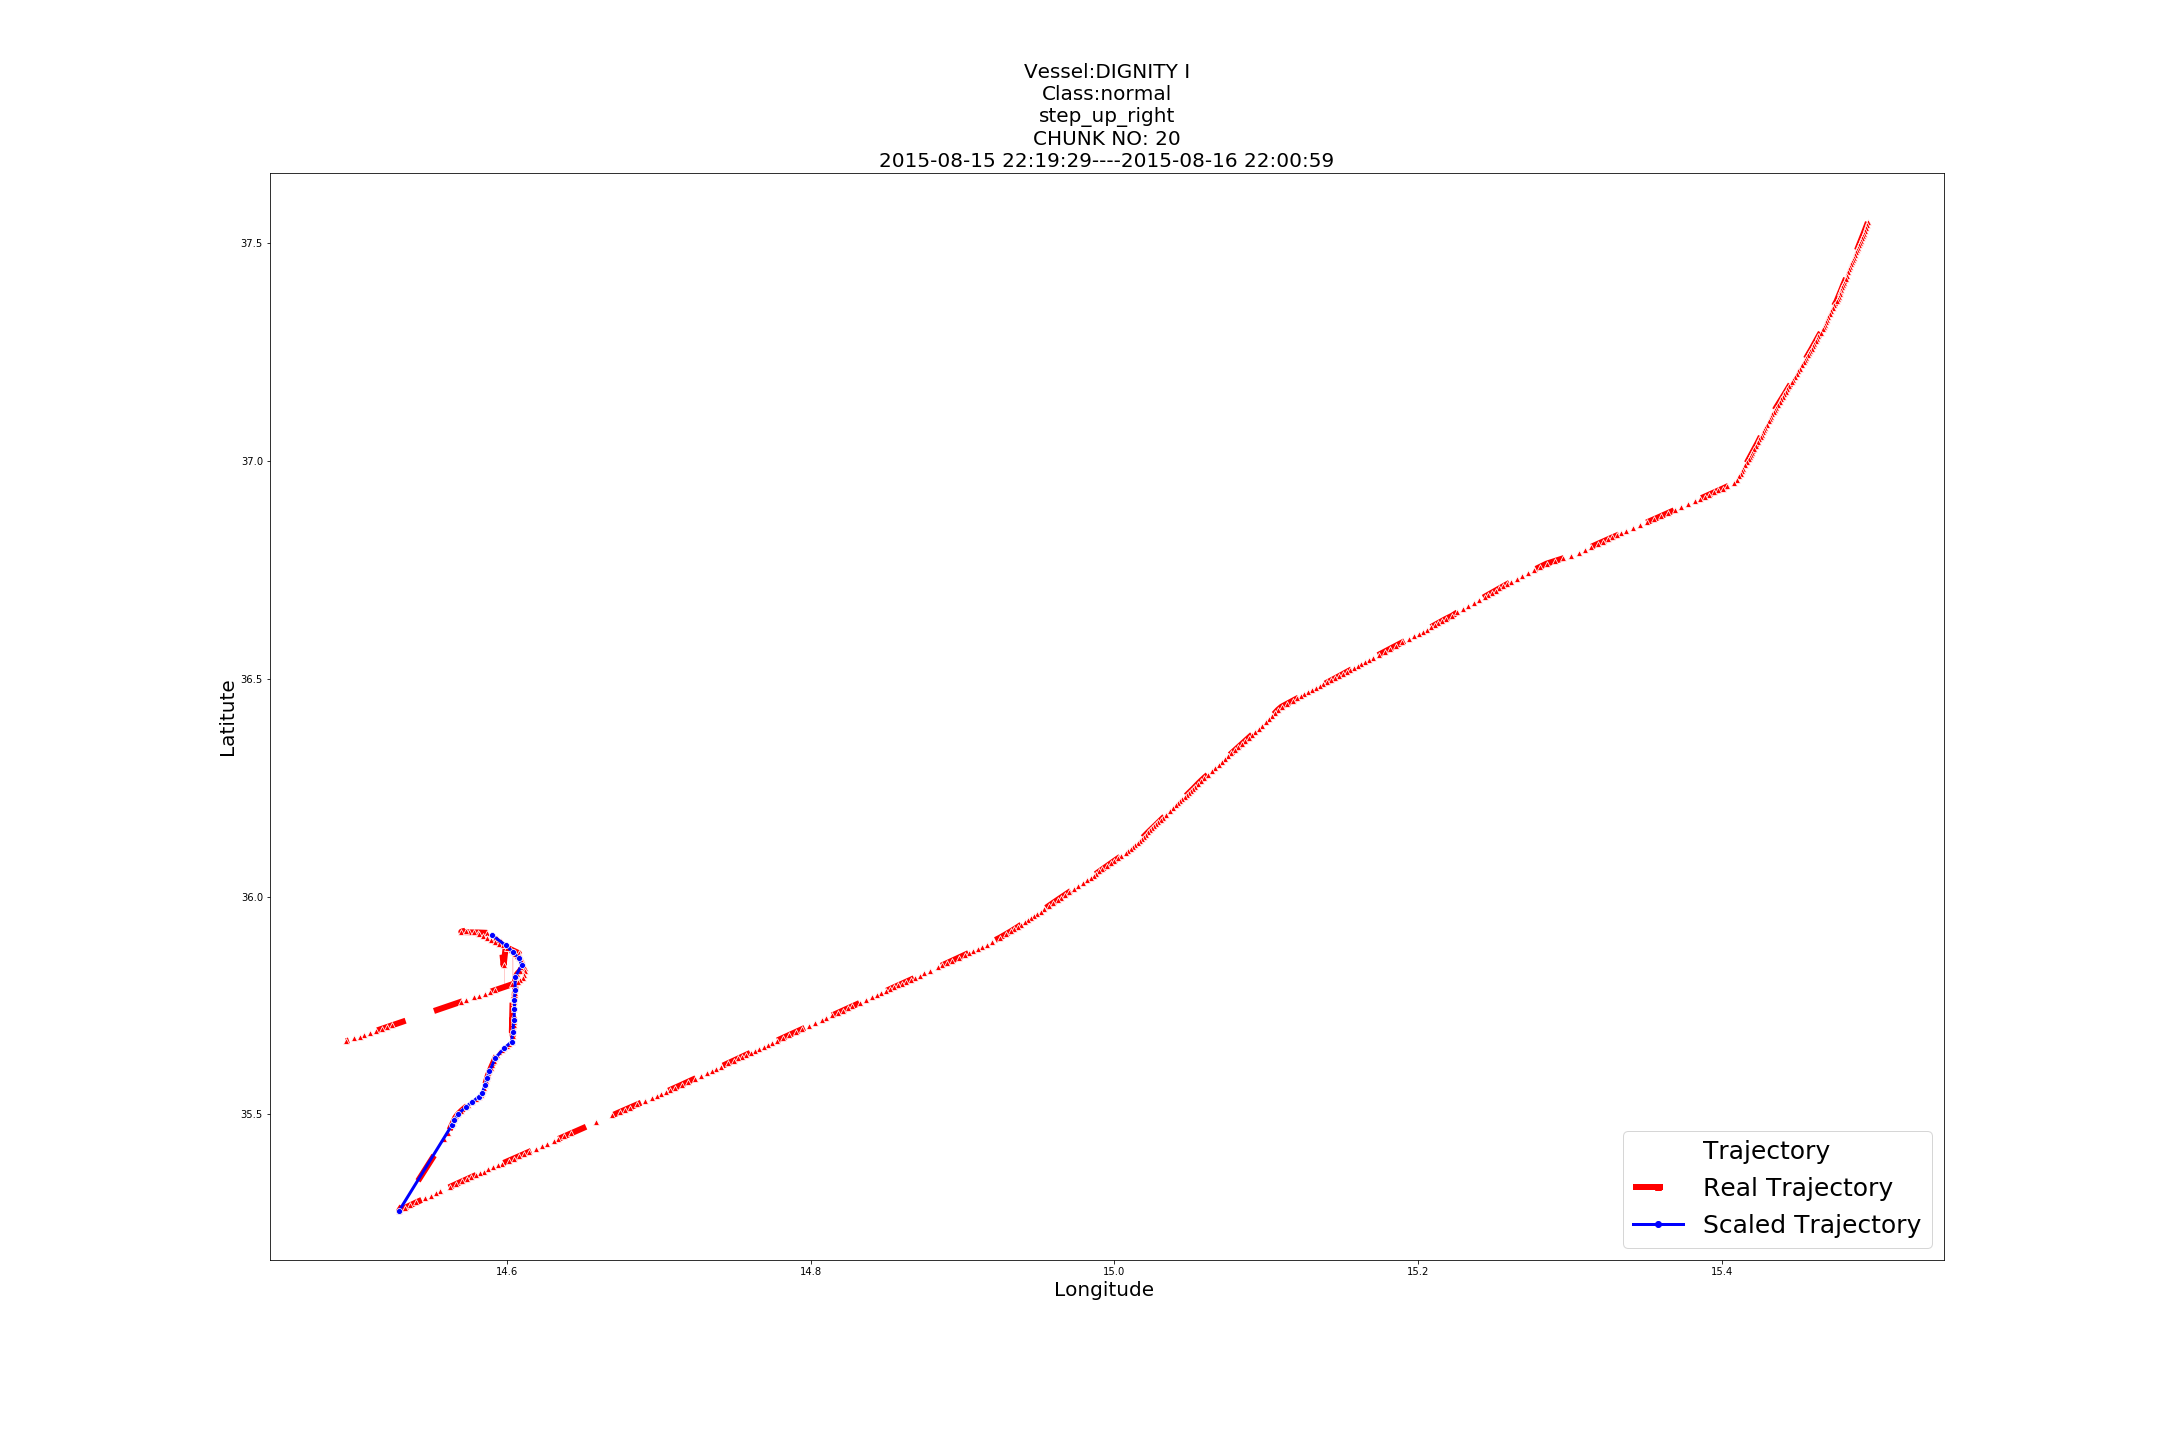 Vessel:DIGNITY I
Class:normal
step_up_right
CHUNK NO: 20
2015-08-15 22:19:29----2015-08-16 22:00:59
37.5
37.0
36.5
36.0
35.5
Latitute
14.6
14.8
15.0
15.2
15.4
Longitude
Trajectory
Real Trajectory
Scaled Trajectory